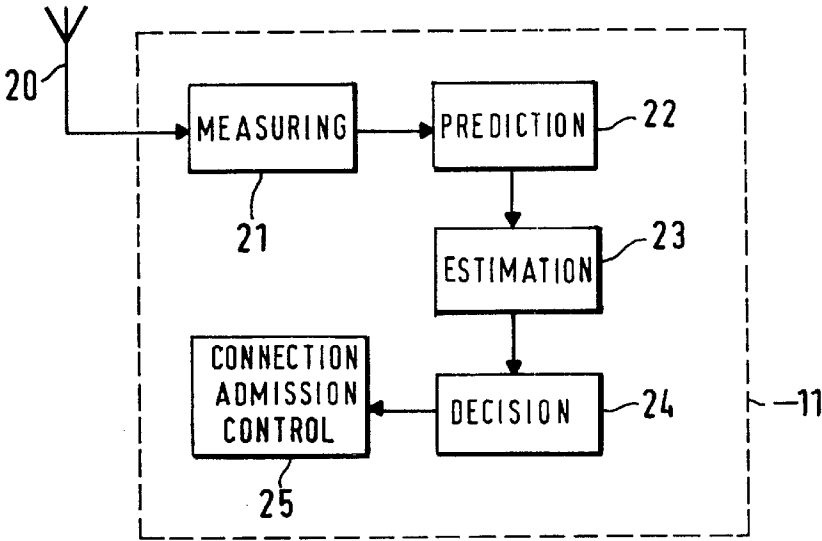 20
MEASURING
21
PREDICTION
22
ESTIMATION
23
DECISION
24
CONNECTION
ADMISSION
CONTROL
25
11